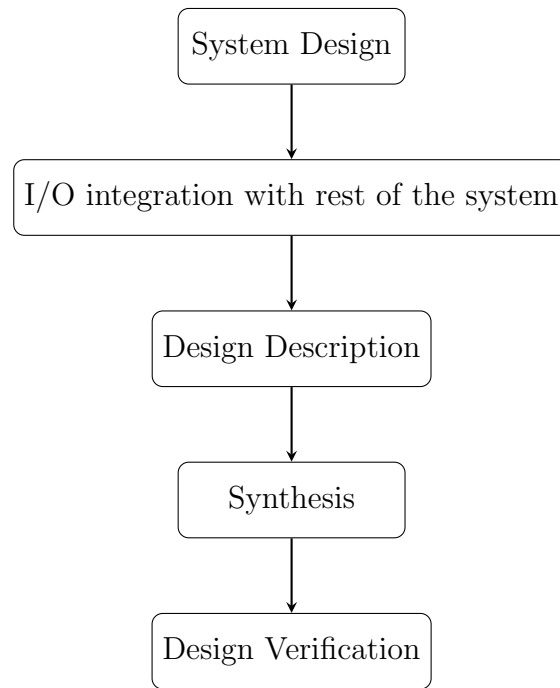 System Design
I/O integration with rest of the system
Design Description
Synthesis
Design Verification